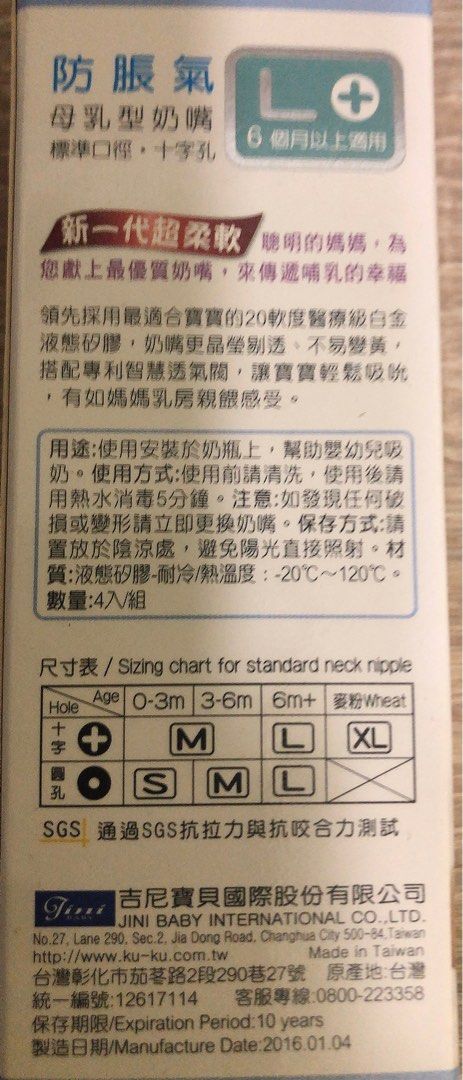 防脹氣
母乳型奶嘴
標準口徑，十字孔
L
6個月以上適用
新一代超柔軟 聰明的媽媽，為
您獻上最優質奶嘴，來傳遞哺乳的幸福
領先採用最適合寶寶的20軟度醫療級白金
液態矽膠，奶嘴更晶瑩剔透、不易變黃，
搭配專利智慧透氣閥，讓寶寶輕鬆吸吮
，有如媽媽乳房親餵感受。
用途:使用安裝於奶瓶上，幫助嬰幼兒吸
奶。使用方式:使用前請清洗，使用後請
用熱水消毒5分鐘。注意:如發現任何破
損或變形請立即更換奶嘴。保存方式:請
置放於陰涼處，避免陽光直接照射。材
質:液態矽膠-耐冷/熱溫度：-20℃～120℃。
數量:4入/組
尺寸表 / Sizing chart for standard neck nipple
Hole Age 0-3m 3-6m 6m+ 麥粉Wheat
十字 M L XL
圓孔 S M L
SGS 通過SGS抗拉力與抗咬合力測試
Jini BABY 吉尼寶貝國際股份有限公司
JINI BABY INTERNATIONAL CO.,LTD.
No.27, Lane 290, Sec.2, Jia Dong Road, Changhua City 500-84,Taiwan
http://www.ku-ku.com.tw Made in Taiwan
台灣彰化市茄苳路2段290巷27號 原產地:台灣
統一編號:12617114 客服專線:0800-223358
保存期限/Expiration Period:10 years
製造日期/Manufacture Date:2016.01.04